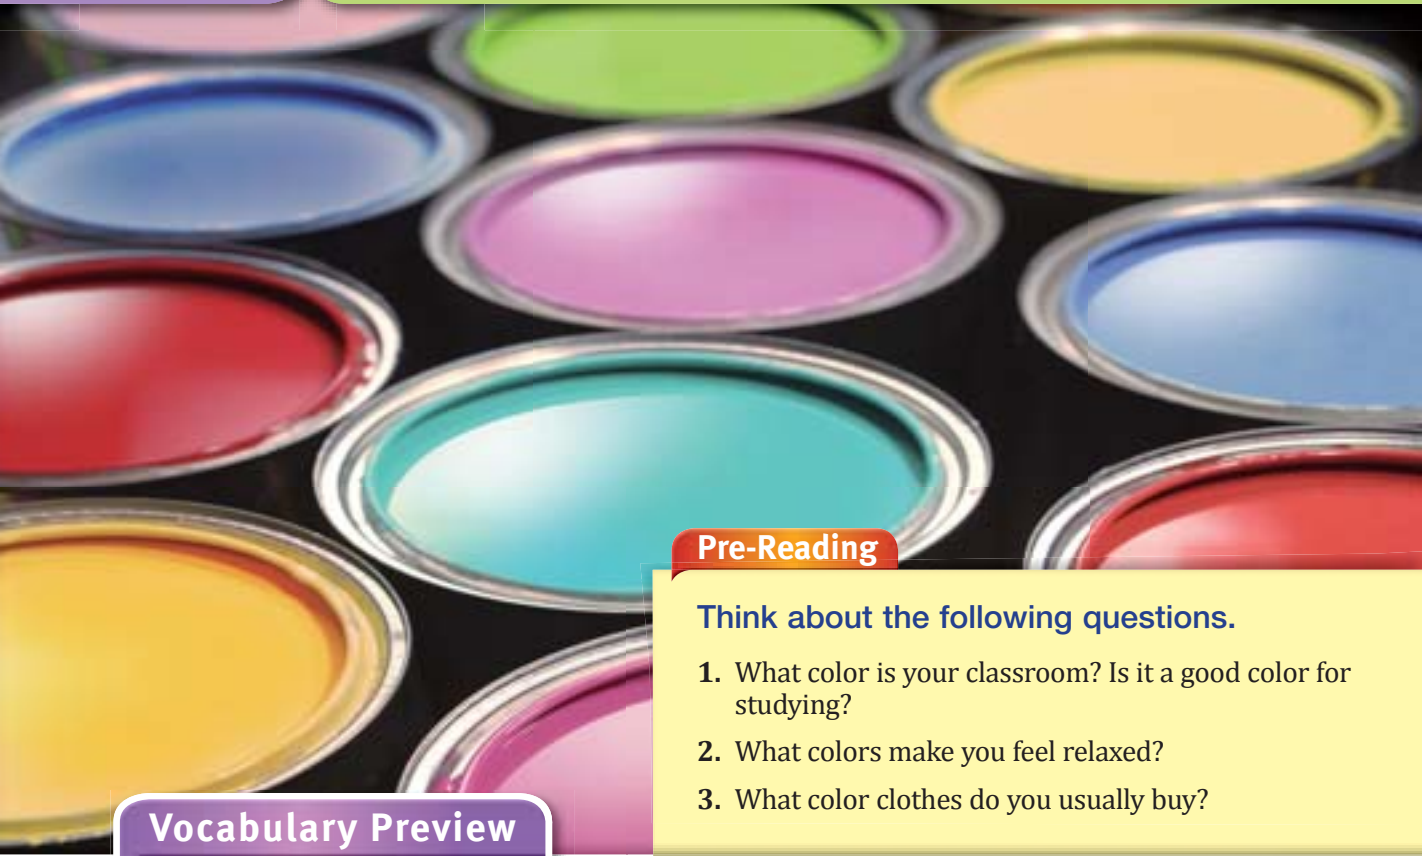 Pre-Reading
Think about the following questions.
1. What color is your classroom? Is it a good color for
studying?
2. What colors make you feel relaxed?
3. What color clothes do you usually buy?
Vocabulary Preview